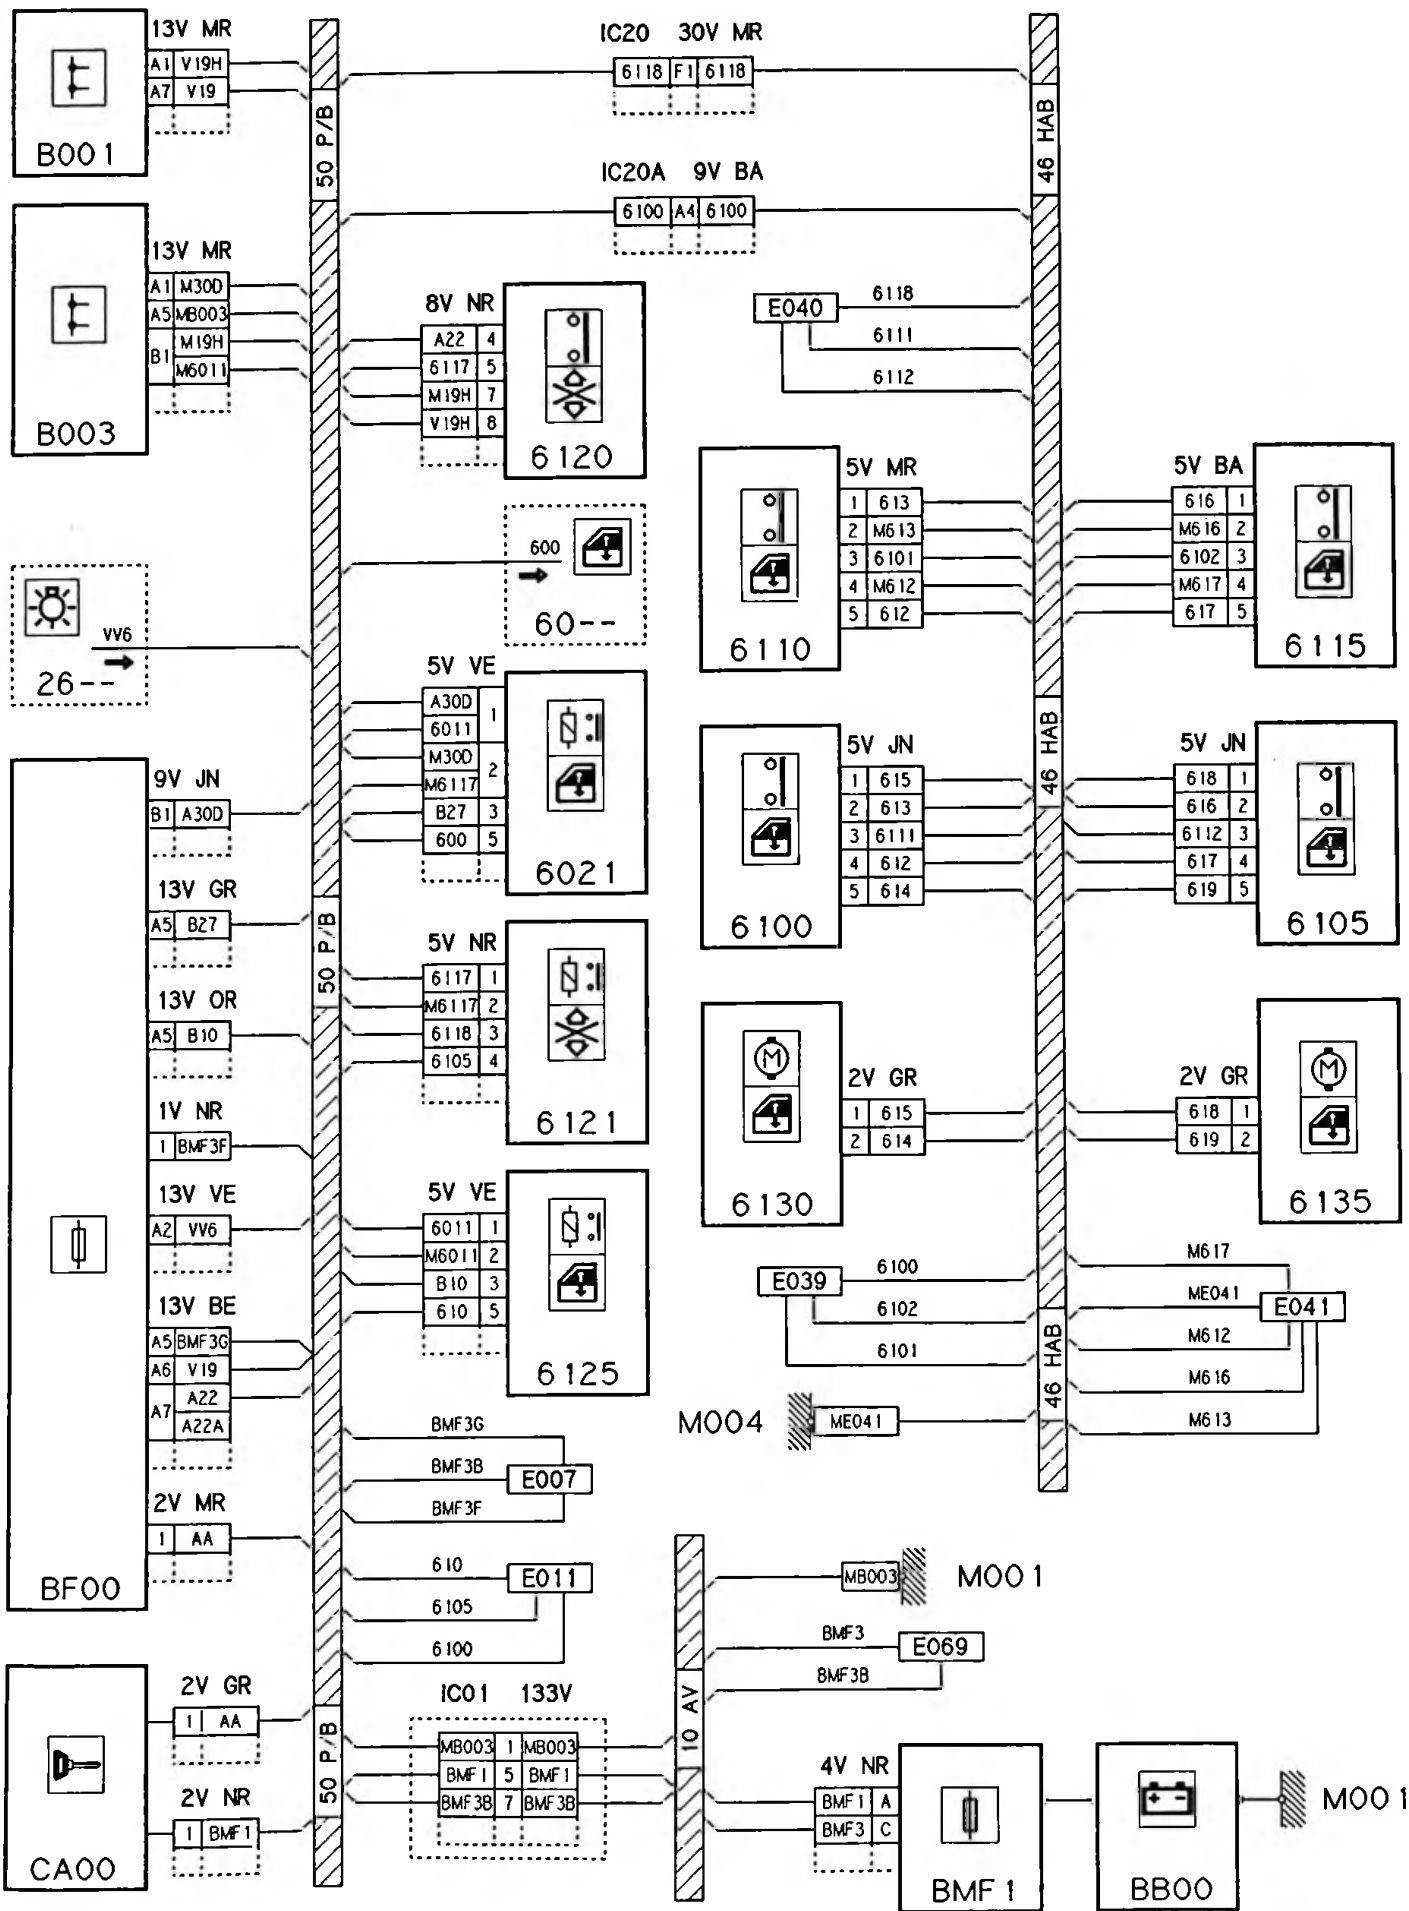 13V MR
A1 V19H
A7 V19
B001
13V MR
A1 M30D
A5 MB003
B1 M19H
M6011
B003
VV6
26--
9V JN
B1 A30D
13V GR
A5 B27
13V OR
A5 B10
1V NR
1 BMF3F
13V VE
A2 VV6
13V BE
A5 BMF3G
A6 V19
A7 A22
A22A
2V MR
1 AA
BF00
2V GR
1 AA
2V NR
1 BMF1
CA00
50 P/B
50 P/B
50 P/B
IC20 30V MR
6118 F1 6118
IC20A 9V BA
6100 A4 6100
8V NR
A22 4
6117 5
M19H 7
V19H 8
6120
600
60--
5V VE
A30D 1
6011
M30D 2
M6117
B27 3
600 5
6021
5V NR
6117 1
M6117 2
6118 3
6105 4
6121
5V VE
6011 1
M6011 2
B10 3
610 5
6125
BMF3G
BMF3B
E007
BMF3F
610
E011
6105
6100
IC01 133V
MB003 1 MB003
BMF1 5 BMF1
BMF3B 7 BMF3B
E040
6118
6111
6112
5V MR
1 613
2 M613
3 6101
4 M612
5 612
6110
5V JN
1 615
2 613
3 6111
4 612
5 614
6100
M
2V GR
1 615
2 614
6130
E039
6100
6102
6101
M004
ME041
46 HAB
46 HAB
46 HAB
5V BA
616 1
M616 2
6102 3
M617 4
617 5
6115
5V JN
618 1
616 2
6112 3
617 4
619 5
6105
M
2V GR
618 1
619 2
6135
M617
ME041
E041
M612
M616
M613
10 AV
MB003
M001
BMF3
E069
BMF3B
4V NR
BMF1 A
BMF3 C
BMF1
+ -
BB00
M001